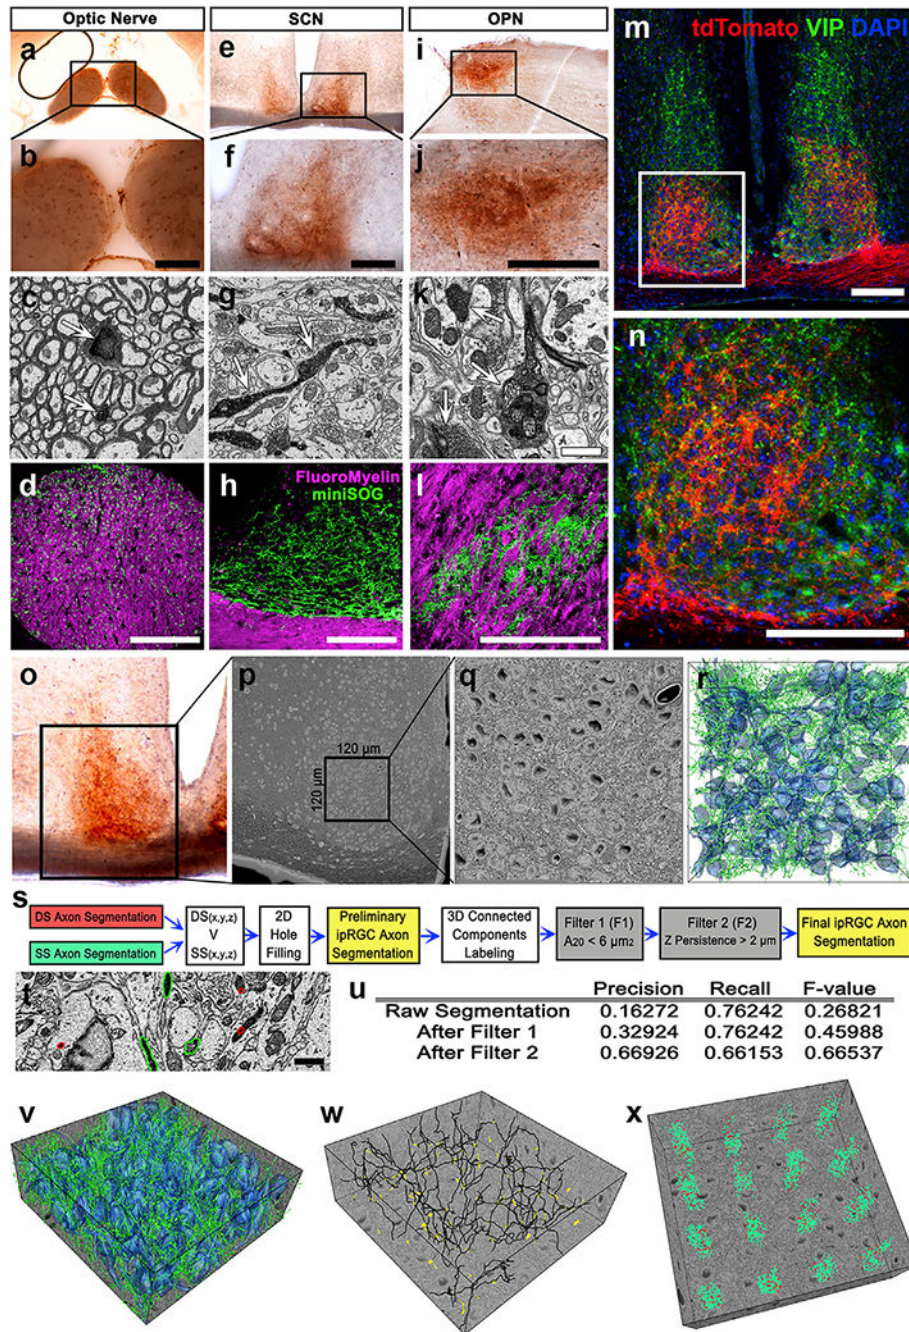 Optic Nerve SCN OPN
a e i m tdTomato VIP DAPI
b f j
c g k n
d h FluoroMyelin l
miniSOG
o p q r
120 µm
120 µm
s
DS Axon Segmentation
SS Axon Segmentation
DS(x,y,z)
V
SS(x,y,z)
2D
Hole
Filling
Preliminary
ipRGC Axon
Segmentation
3D Connected
Components
Labeling
Filter 1 (F1)
A20 < 6 µm2
Filter 2 (F2)
Z Persistence > 2 µm
Final ipRGC Axon
Segmentation
t u Precision Recall F-value
Raw Segmentation 0.16272 0.76242 0.26821
After Filter 1 0.32924 0.76242 0.45988
After Filter 2 0.66926 0.66153 0.66537
v w x